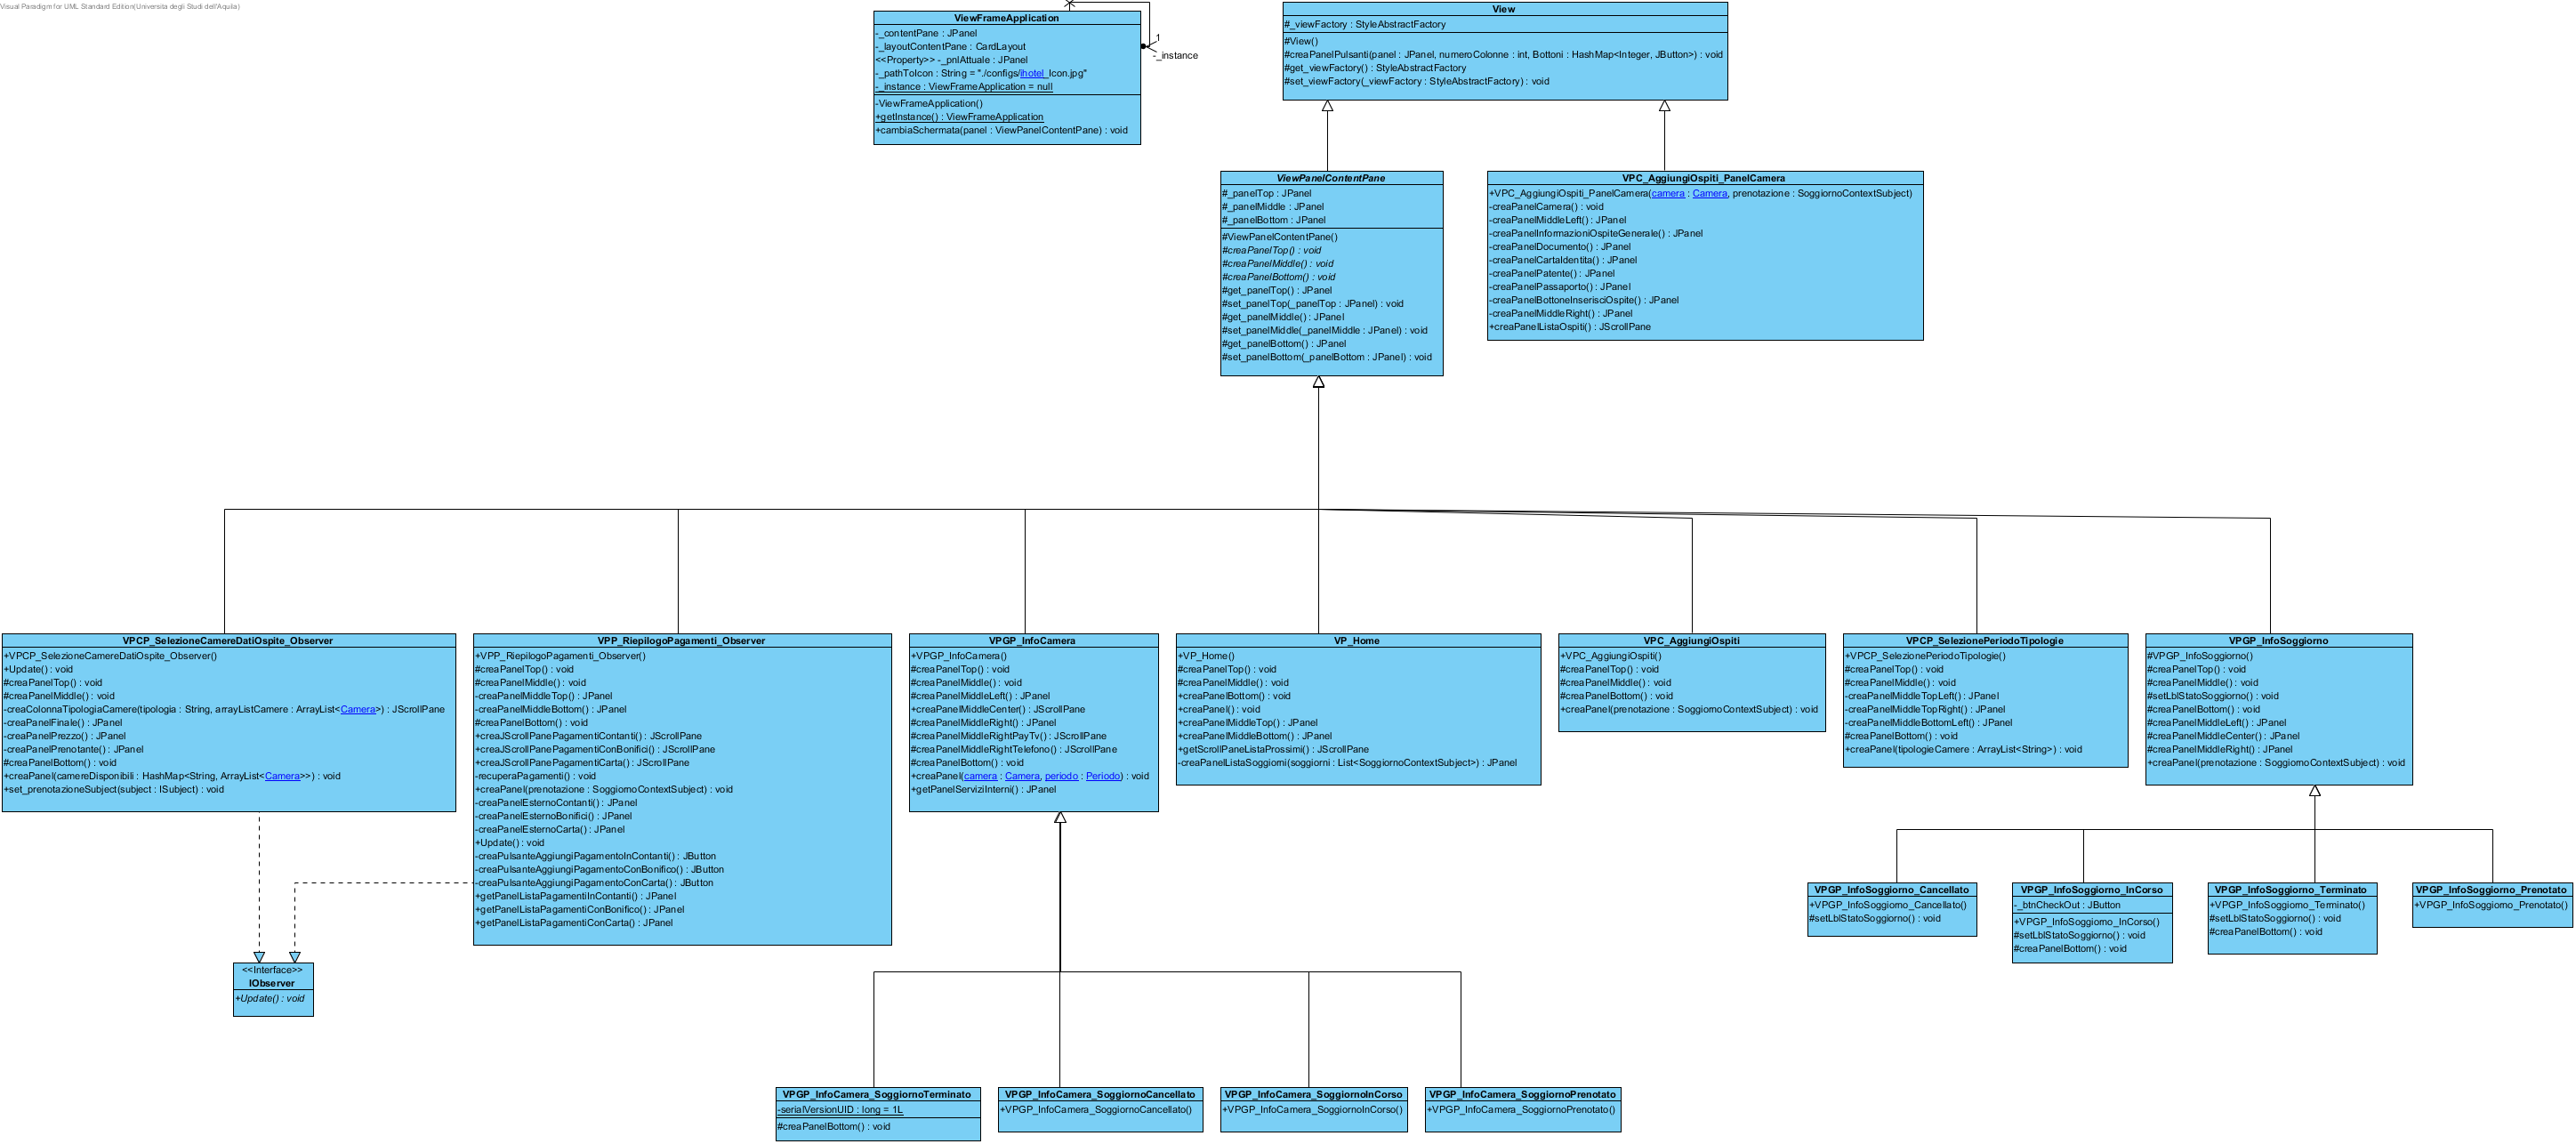 Visual Paradigm for UML Standard Edition(Universita degli Studi dell'Aquila)
ViewFrameApplication
-_contentPane : JPanel
-_layoutContentPane : CardLayout
<<Property>> -_pnlAttuale : JPanel
-_pathToIcon : String = "./configs/ihotel_Icon.jpg"
-_instance : ViewFrameApplication = null
-ViewFrameApplication()
+getInstance() : ViewFrameApplication
+cambiaSchermata(panel : ViewPanelContentPane) : void
1
-_instance
View
#_viewFactory : StyleAbstractFactory
#View()
#creaPanelPulsanti(panel : JPanel, numeroColonne : int, Bottoni : HashMap<Integer, JButton>) : void
#get_viewFactory() : StyleAbstractFactory
#set_viewFactory(_viewFactory : StyleAbstractFactory) : void
ViewPanelContentPane
#_panelTop : JPanel
#_panelMiddle : JPanel
#_panelBottom : JPanel
#ViewPanelContentPane()
#creaPanelTop() : void
#creaPanelMiddle() : void
#creaPanelBottom() : void
#get_panelTop() : JPanel
#set_panelTop(_panelTop : JPanel) : void
#get_panelMiddle() : JPanel
#set_panelMiddle(_panelMiddle : JPanel) : void
#get_panelBottom() : JPanel
#set_panelBottom(_panelBottom : JPanel) : void
VPC_AggiungiOspiti_PanelCamera
+VPC_AggiungiOspiti_PanelCamera(camera : Camera, prenotazione : SoggiornoContextSubject)
-creaPanelCamera() : void
-creaPanelMiddleLeft() : JPanel
-creaPanelInformazioniOspiteGenerale() : JPanel
-creaPanelDocumento() : JPanel
-creaPanelCartaIdentita() : JPanel
-creaPanelPatente() : JPanel
-creaPanelPassaporto() : JPanel
-creaPanelBottoneInserisciOspite() : JPanel
-creaPanelMiddleRight() : JPanel
+creaPanelListaOspiti() : JScrollPane
VPCP_SelezioneCamereDatiOspite_Observer
+VPCP_SelezioneCamereDatiOspite_Observer()
+Update() : void
#creaPanelTop() : void
#creaPanelMiddle() : void
-creaColonnaTipologiaCamere(tipologia : String, arrayListCamere : ArrayList<Camera>) : JScrollPane
-creaPanelFinale() : JPanel
-creaPanelPrezzo() : JPanel
-creaPanelPrenotante() : JPanel
#creaPanelBottom() : void
+creaPanel(camereDisponibili : HashMap<String, ArrayList<Camera>>) : void
+set_prenotazioneSubject(subject : ISubject) : void
VPP_RiepilogoPagamenti_Observer
+VPP_RiepilogoPagamenti_Observer()
#creaPanelTop() : void
#creaPanelMiddle() : void
-creaPanelMiddleTop() : JPanel
-creaPanelMiddleBottom() : JPanel
#creaPanelBottom() : void
+creaJScrollPanePagamentiContanti() : JScrollPane
+creaJScrollPanePagamentiConBonifici() : JScrollPane
+creaJScrollPanePagamentiCarta() : JScrollPane
-recuperaPagamenti() : void
+creaPanel(prenotazione : SoggiornoContextSubject) : void
-creaPanelEsternoContanti() : JPanel
-creaPanelEsternoBonifici() : JPanel
-creaPanelEsternoCarta() : JPanel
+Update() : void
-creaPulsanteAggiungiPagamentoInContanti() : JButton
-creaPulsanteAggiungiPagamentoConBonifico() : JButton
-creaPulsanteAggiungiPagamentoConCarta() : JButton
+getPanelListaPagamentiInContanti() : JPanel
+getPanelListaPagamentiConBonifico() : JPanel
+getPanelListaPagamentiConCarta() : JPanel
VPGP_InfoCamera
+VPGP_InfoCamera()
#creaPanelTop() : void
#creaPanelMiddle() : void
#creaPanelMiddleLeft() : JPanel
+creaPanelMiddleCenter() : JScrollPane
#creaPanelMiddleRight() : JPanel
#creaPanelMiddleRightPayTv() : JScrollPane
#creaPanelMiddleRightTelefono() : JScrollPane
#creaPanelBottom() : void
+creaPanel(camera : Camera, periodo : Periodo) : void
+getPanelServiziInterni() : JPanel
VP_Home
+VP_Home()
#creaPanelTop() : void
#creaPanelMiddle() : void
+creaPanelBottom() : void
+creaPanel() : void
+creaPanelMiddleTop() : JPanel
+creaPanelMiddleBottom() : JPanel
+getScrollPaneListaProssimi() : JScrollPane
-creaPanelListaSoggiorni(soggiorni : List<SoggiornoContextSubject>) : JPanel
VPC_AggiungiOspiti
+VPC_AggiungiOspiti()
#creaPanelTop() : void
#creaPanelMiddle() : void
#creaPanelBottom() : void
+creaPanel(prenotazione : SoggiornoContextSubject) : void
VPCP_SelezionePeriodoTipologie
+VPCP_SelezionePeriodoTipologie()
#creaPanelTop() : void
#creaPanelMiddle() : void
-creaPanelMiddleTopLeft() : JPanel
-creaPanelMiddleTopRight() : JPanel
-creaPanelMiddleBottomLeft() : JPanel
#creaPanelBottom() : void
+creaPanel(tipologieCamere : ArrayList<String>) : void
VPGP_InfoSoggiorno
#VPGP_InfoSoggiorno()
#creaPanelTop() : void
#creaPanelMiddle() : void
#setLblStatoSoggiorno() : void
#creaPanelBottom() : void
#creaPanelMiddleLeft() : JPanel
#creaPanelMiddleCenter() : JPanel
#creaPanelMiddleRight() : JPanel
+creaPanel(prenotazione : SoggiornoContextSubject) : void
VPGP_InfoSoggiorno_Cancellato
+VPGP_InfoSoggiorno_Cancellato()
#setLblStatoSoggiorno() : void
VPGP_InfoSoggiorno_InCorso
-_btnCheckOut : JButton
+VPGP_InfoSoggiorno_InCorso()
#setLblStatoSoggiorno() : void
#creaPanelBottom() : void
VPGP_InfoSoggiorno_Terminato
+VPGP_InfoSoggiorno_Terminato()
#setLblStatoSoggiorno() : void
#creaPanelBottom() : void
VPGP_InfoSoggiorno_Prenotato
+VPGP_InfoSoggiorno_Prenotato()
<<Interface>>
IObserver
+Update() : void
VPGP_InfoCamera_SoggiornoTerminato
-serialVersionUID : long = 1L
#creaPanelBottom() : void
VPGP_InfoCamera_SoggiornoCancellato
+VPGP_InfoCamera_SoggiornoCancellato()
VPGP_InfoCamera_SoggiornoInCorso
+VPGP_InfoCamera_SoggiornoInCorso()
VPGP_InfoCamera_SoggiornoPrenotato
+VPGP_InfoCamera_SoggiornoPrenotato()